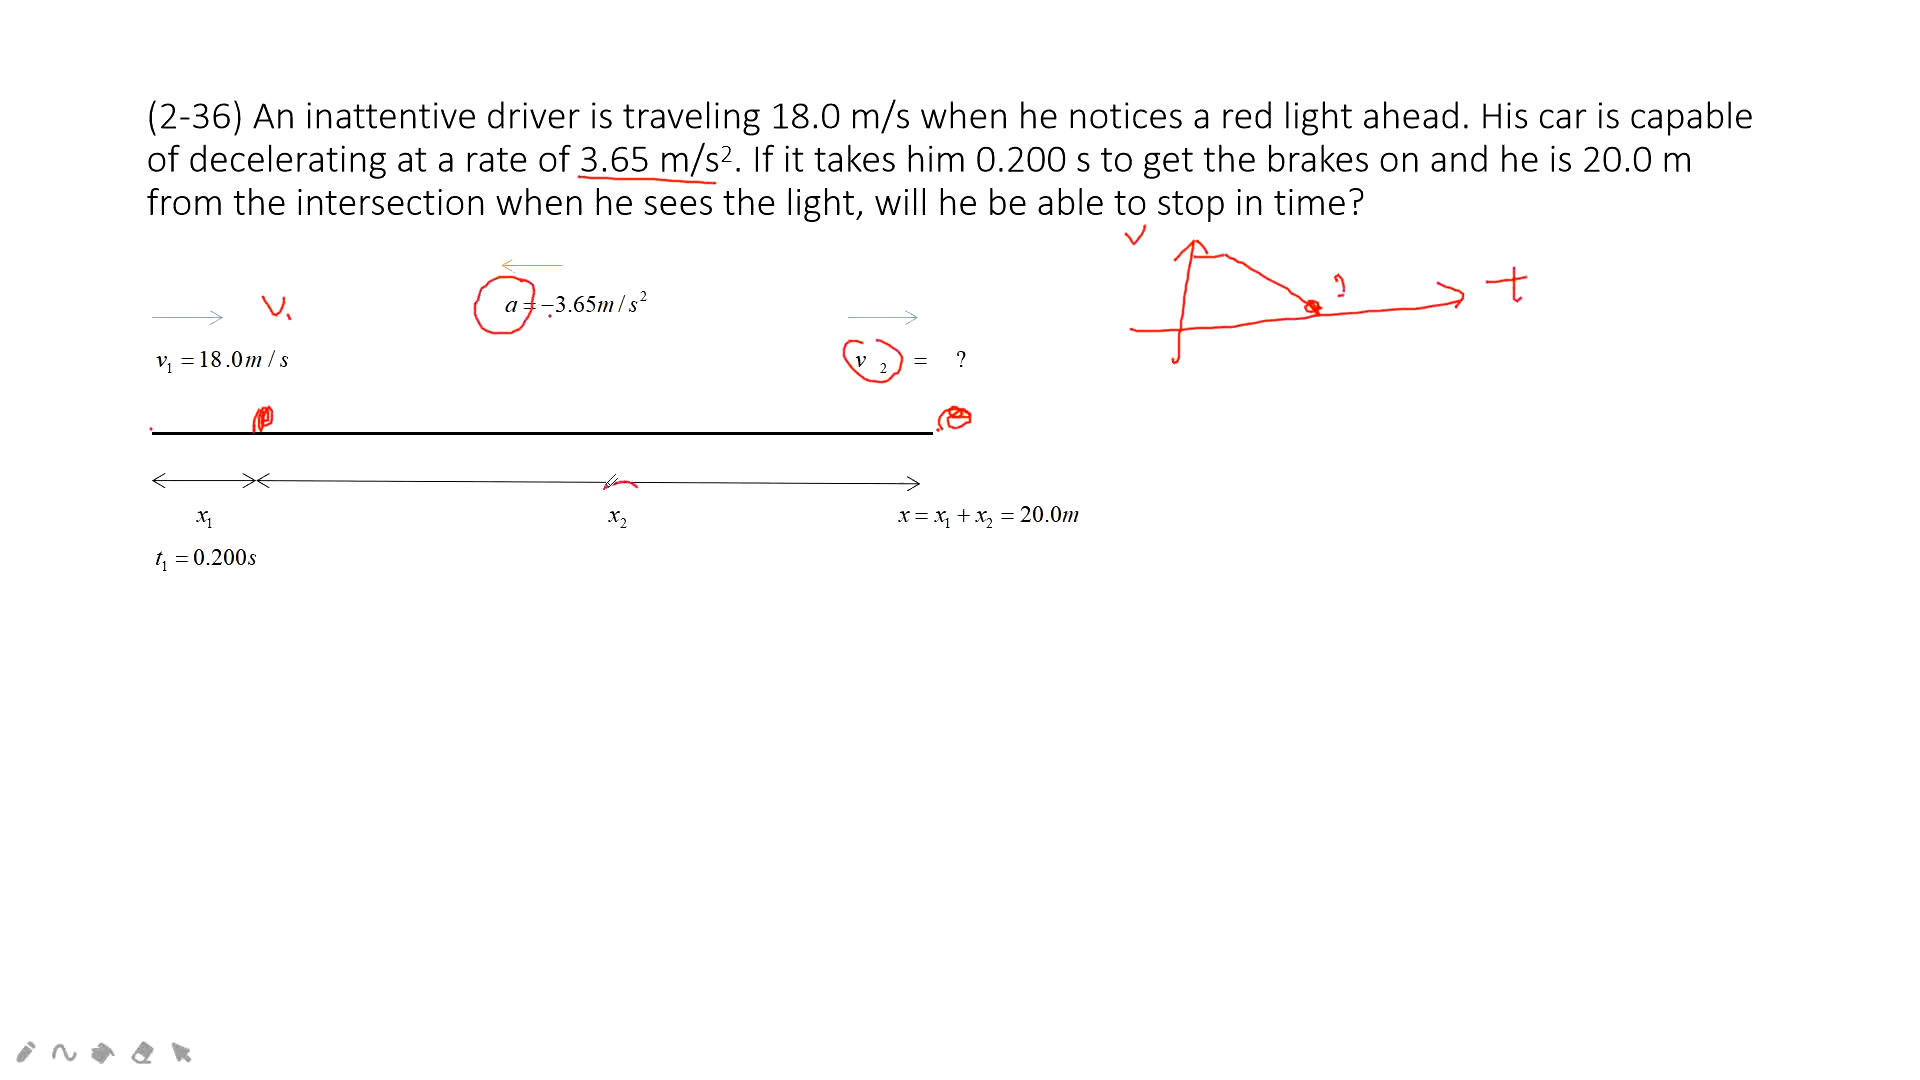 (2-36) An inattentive driver is traveling 18.0 m/s when he notices a red light ahead. His car is capable
of decelerating at a rate of 3.65 m/s². If it takes him 0.200 s to get the brakes on and he is 20.0 m
from the intersection when he sees the light, will he be able to stop in time?
v
t
?
a = −3.65m / s²
v₁
v₁ = 18.0m / s
v ₂ = ?
x₁
x₂
x = x₁ + x₂ = 20.0m
t₁ = 0.200s